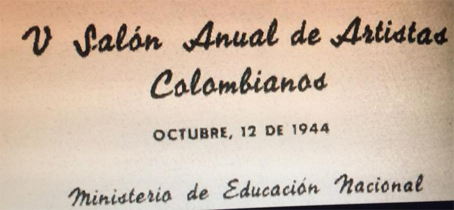 V Salón Anual de Artistas
Colombianos
OCTUBRE, 12 DE 1944
Ministerio de Educación Nacional